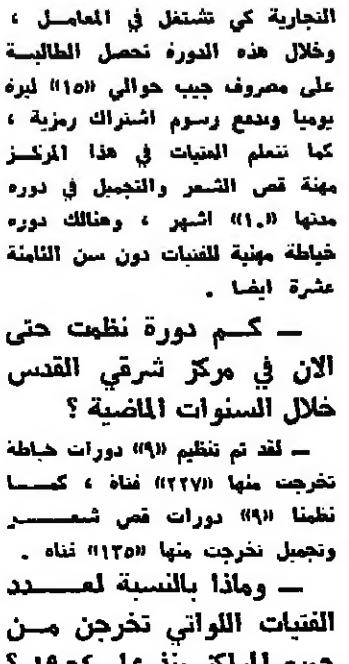 التجارية كي تشتغل في المعامل ،
وخلال هذه الدورة تحصل الطالبة
على مصروف جيب حوالي «١٥» ليرة
يوميا وتدفع رسوم اشتراك رمزية ،
كما تتعلم الفتيات في هذا المركز
مهنة قص الشعر والتجميل في دورة
مدتها «١٠» اشهر ، وهنالك دورة
خياطة مهنية للفتيات دون سن الثامنة
عشرة ايضا .
— كم دورة نظمت حتى
الان في مركز شرقي القدس
خلال السنوات الماضية ؟
— لقد تم تنظيم «٩» دورات خياطة
تخرجت منها «٢٢٧» فتاة ، كما
نظمنا «٩» دورات قص شعر
وتجميل تخرجت منها «١٣٥» فتاة .
— وماذا بالنسبة لعدد
الفتيات اللواتي تخرجن من